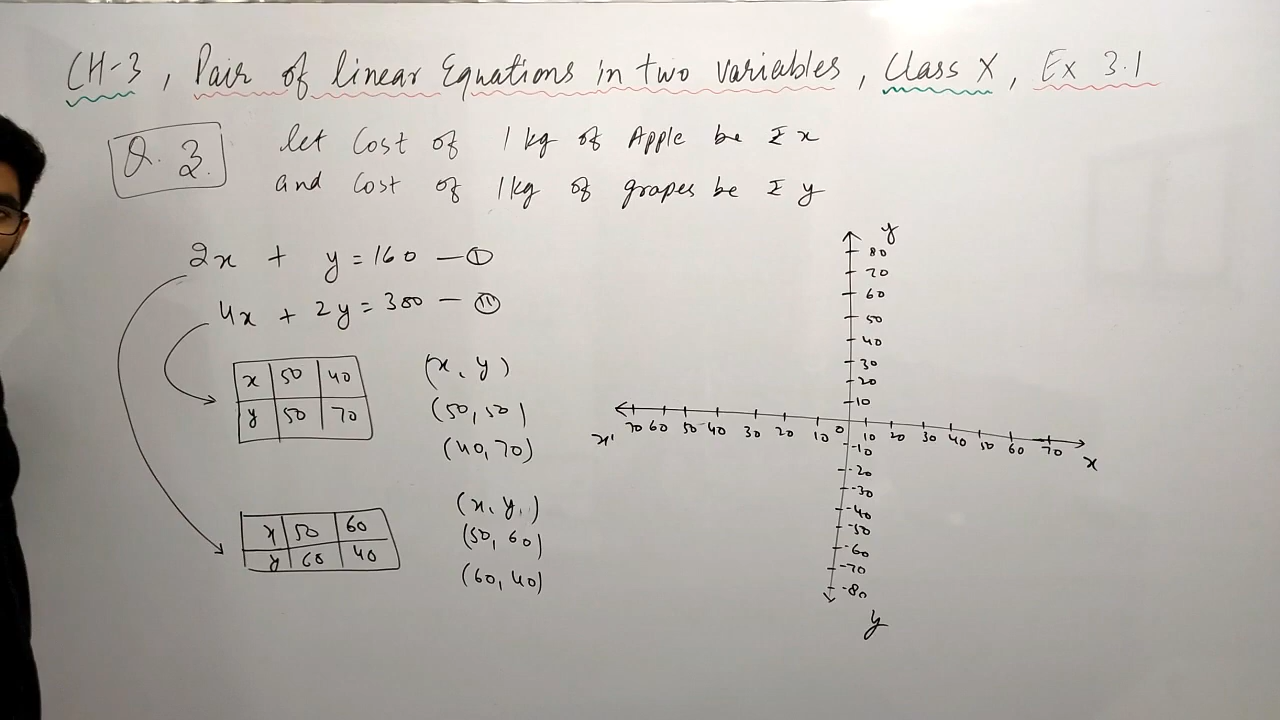 CH-3, Pair of linear Equations in two variables, Class X, Ex 3.1
Q. 3.
let Cost of 1 kg of Apple be ₹ x
and Cost of 1kg of grapes be ₹ y
2x + y = 160 — Ⓘ
4x + 2y = 300 — Ⓘⓘ
x 50 40
y 50 70
(x, y)
(50, 50)
(40, 70)
x 50 60
y 60 40
(x, y)
(50, 60)
(60, 40)
y
80
70
60
50
40
30
20
10
x' 70 60 50 40 30 20 10 0 10 20 30 40 50 60 70 x
-10
-20
-30
-40
-50
-60
-70
-80
y